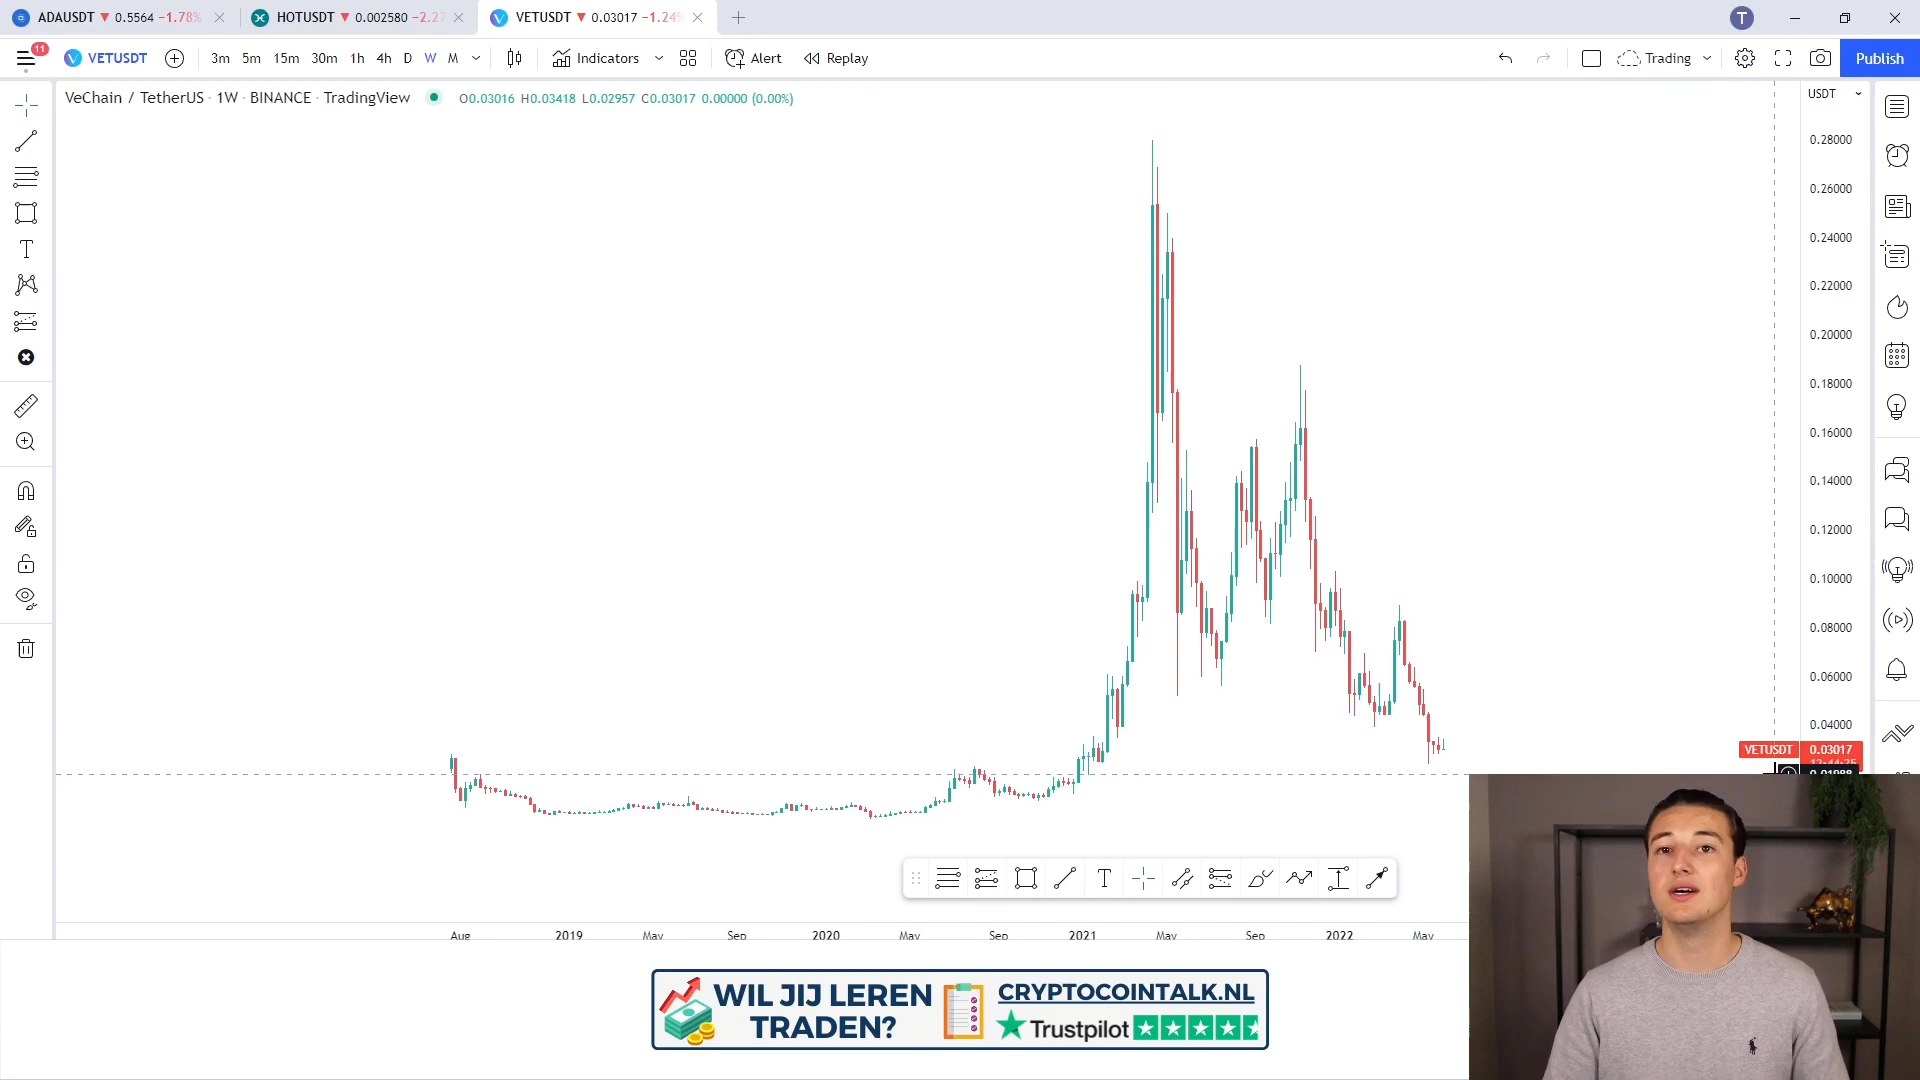 ADAUSDT ▼ 0.5564 −1.78%
HOTUSDT ▼ 0.002580 −2.27
VETUSDT ▼ 0.03017 −1.24%
T
11
VETUSDT
3m 5m 15m 30m 1h 4h D W M
Indicators
Alert
Replay
Trading
Publish
VeChain / TetherUS · 1W · BINANCE · TradingView
O0.03016 H0.03418 L0.02957 C0.03017 0.00000 (0.00%)
USDT
0.28000
0.26000
0.24000
0.22000
0.20000
0.18000
0.16000
0.14000
0.12000
0.10000
0.08000
0.06000
0.04000
VETUSDT 0.03017
Aug 2019 May Sep 2020 May Sep 2021 May Sep 2022 May
WIL JIJ LEREN
TRADEN?
CRYPTOCOINTALK.NL
Trustpilot